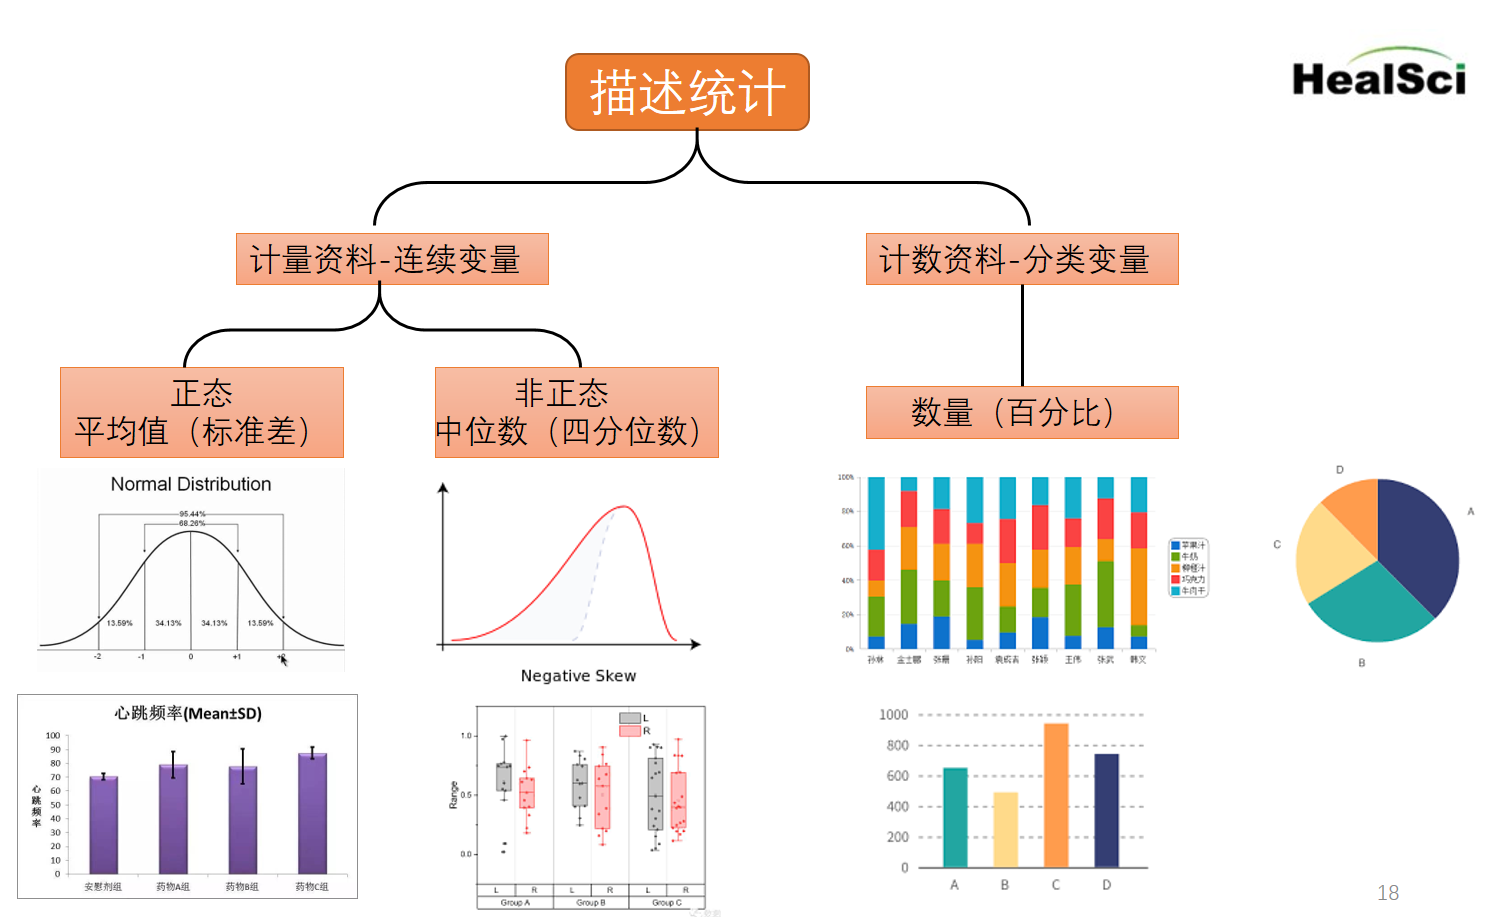 HealSci
描述统计
计量资料-连续变量
计数资料-分类变量
正态
平均值（标准差）
非正态
中位数（四分位数）
数量（百分比）
Normal Distribution
95.44%
68.26%
13.59% 34.13% 34.13% 13.59%
-2 -1 0 +1 +2
Negative Skew
100%
80%
60%
40%
20%
0%
孙林 金士鹏 张珊 孙阳 袁成洁 张颖 王伟 张武 韩文
苹果汁
牛奶
柳橙汁
巧克力
牛肉干
D
A
C
B
心跳频率(Mean±SD)
心跳频率
100
90
80
70
60
50
40
30
20
10
0
安慰剂组 药物A组 药物B组 药物C组
L
R
Range
1.0
0.5
0.0
L R L R L R
Group A Group B Group C
1000
800
600
400
200
0
A B C D
18